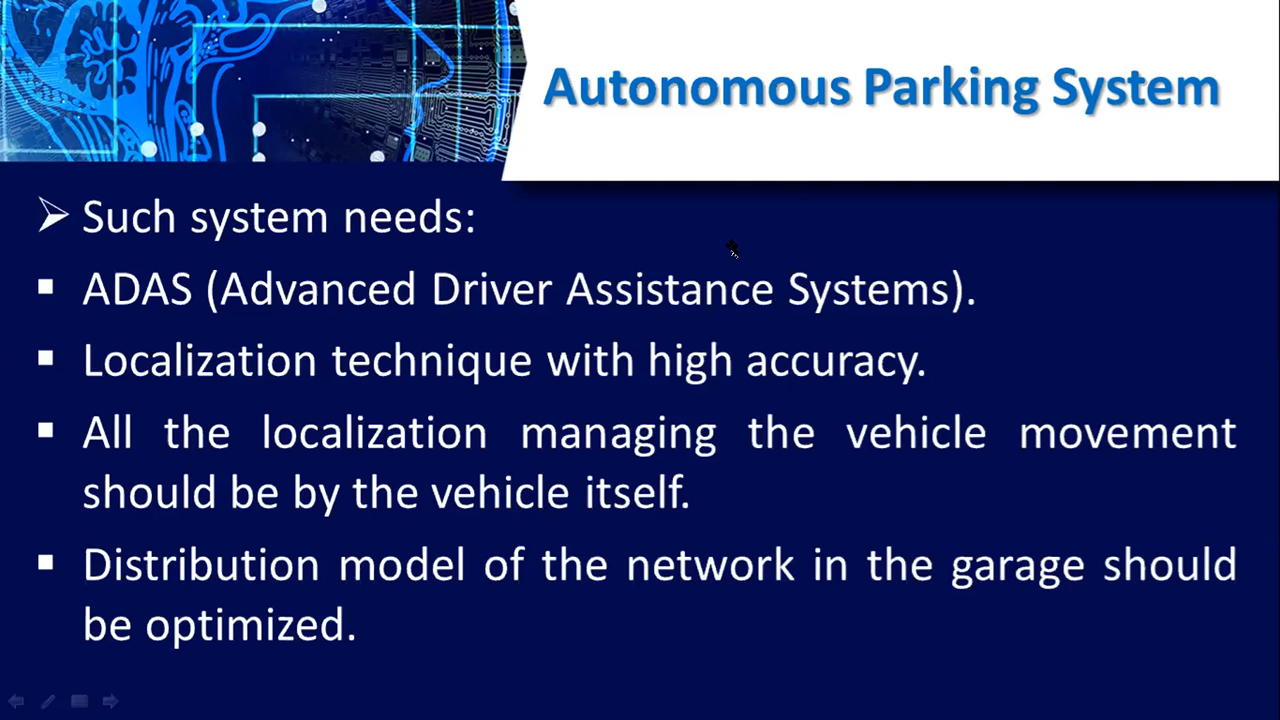 Autonomous Parking System
➢ Such system needs:
▪ ADAS (Advanced Driver Assistance Systems).
▪ Localization technique with high accuracy.
▪ All the localization managing the vehicle movement
should be by the vehicle itself.
▪ Distribution model of the network in the garage should
be optimized.